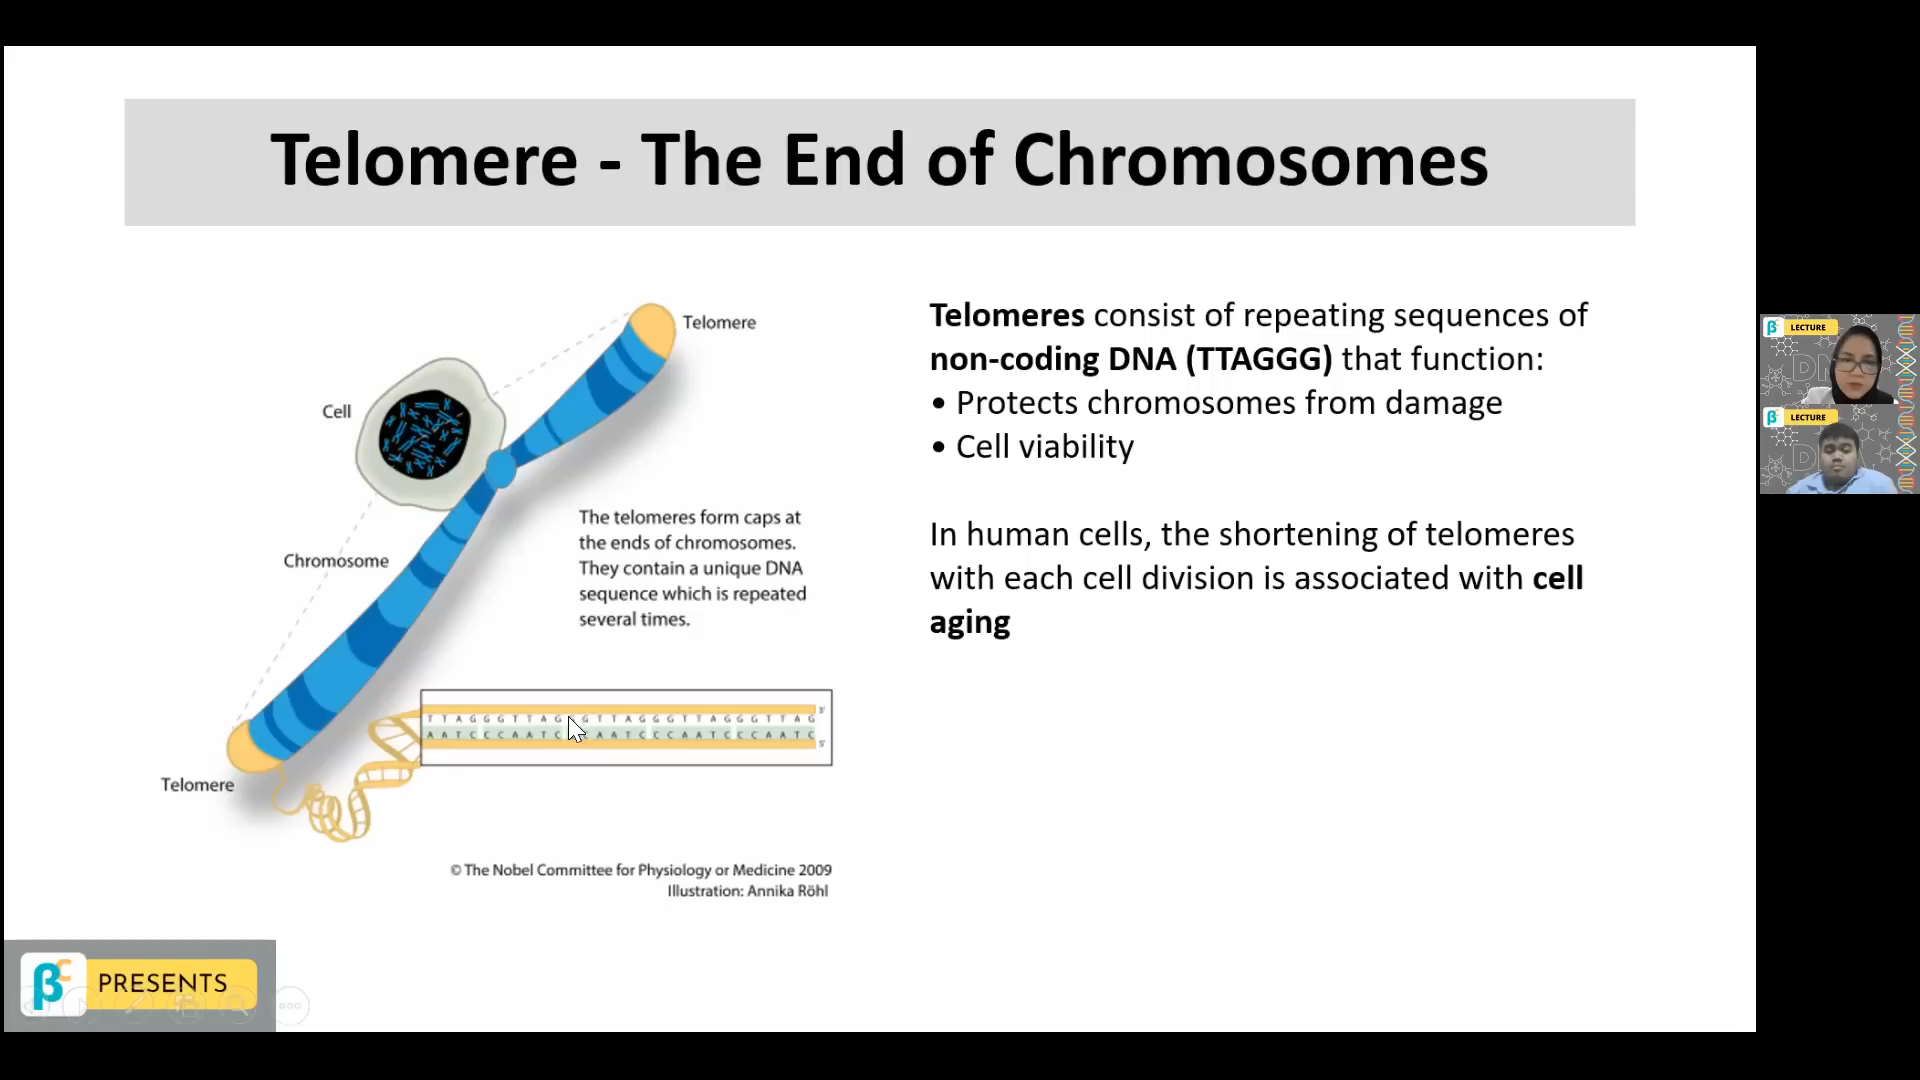 Telomere - The End of Chromosomes
Telomere
Cell
Chromosome
The telomeres form caps at
the ends of chromosomes.
They contain a unique DNA
sequence which is repeated
several times.
Telomere
© The Nobel Committee for Physiology or Medicine 2009
Illustration: Annika Röhl
Telomeres consist of repeating sequences of
non-coding DNA (TTAGGG) that function:
• Protects chromosomes from damage
• Cell viability
In human cells, the shortening of telomeres
with each cell division is associated with cell
aging
βC PRESENTS
LECTURE
LECTURE